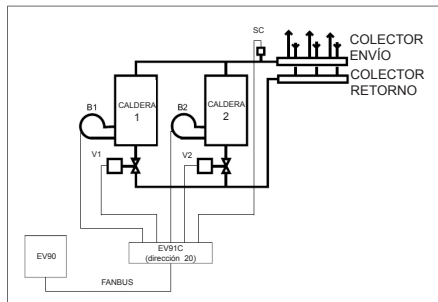 SC
COLECTOR
ENVÍO
COLECTOR
RETORNO
B1
CALDERA
1
B2
CALDERA
2
V1
V2
EV90
EV91C
(dirección 20)
FANBUS